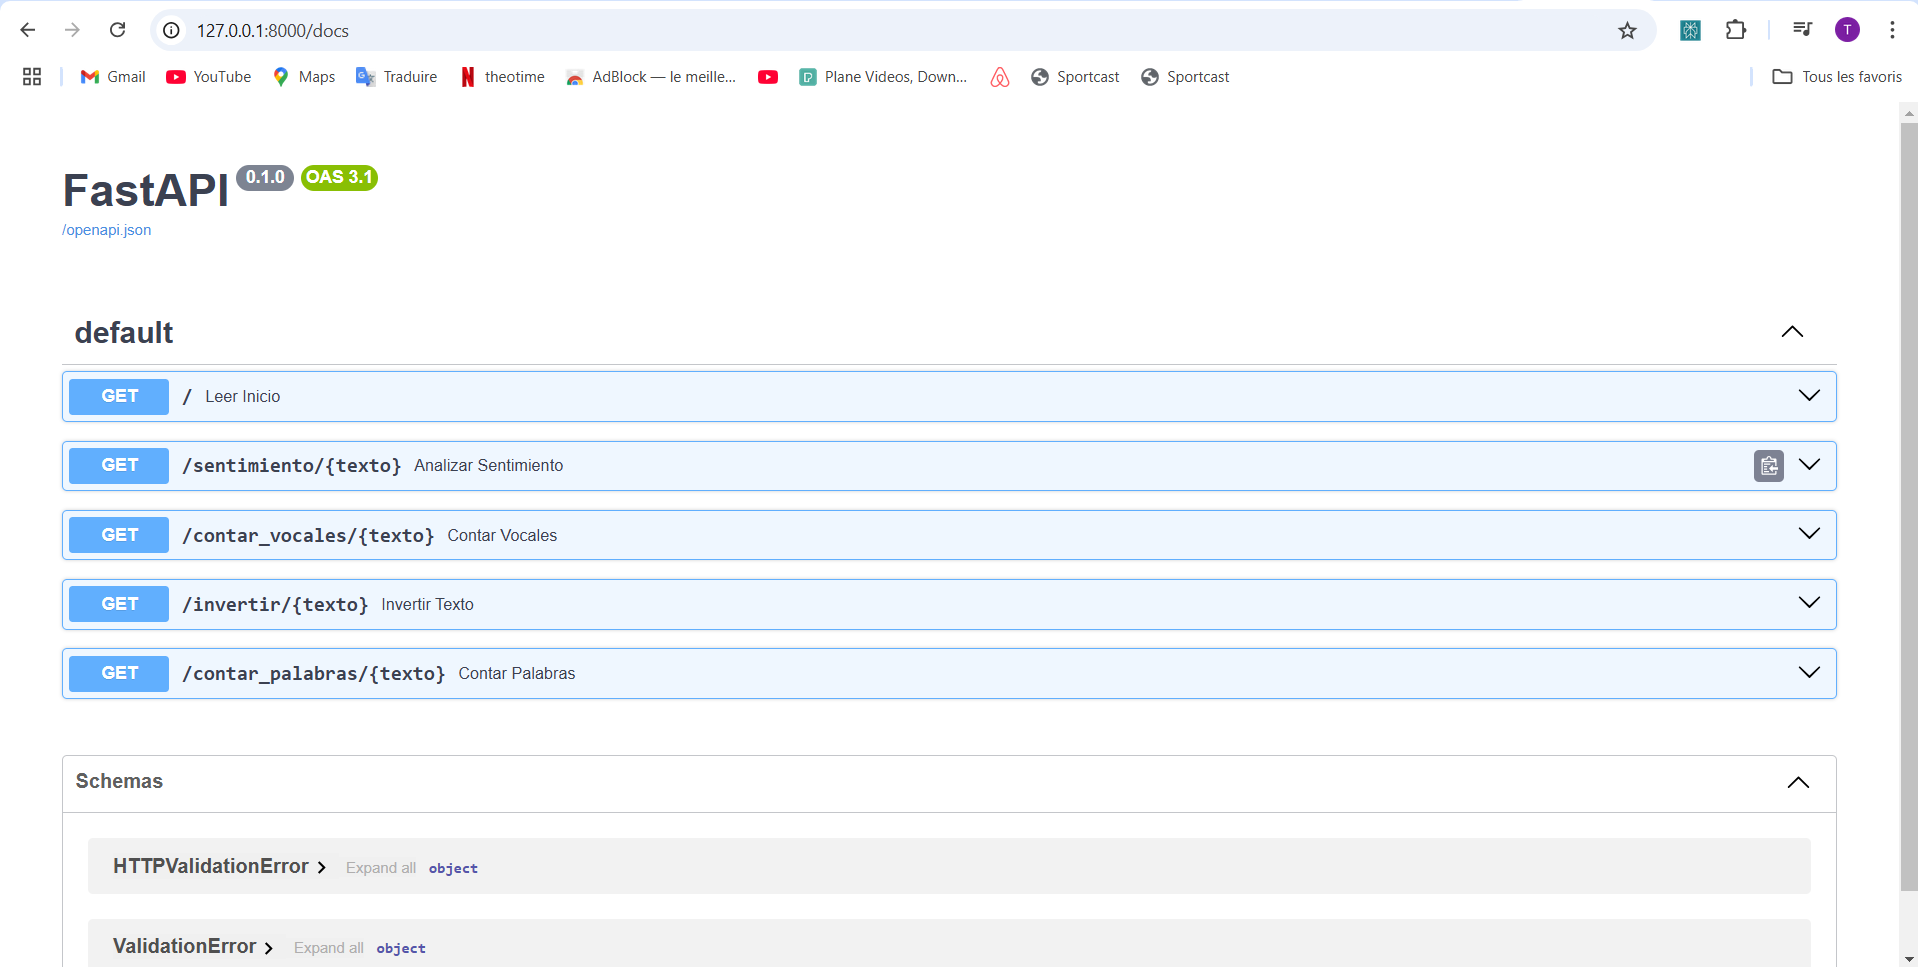 127.0.0.1:8000/docs
T
Gmail YouTube Maps Traduire theotime AdBlock — le meille... Plane Videos, Down... Sportcast Sportcast Tous les favoris
FastAPI 0.1.0 OAS 3.1
/openapi.json
default
GET / Leer Inicio
GET /sentimiento/{texto} Analizar Sentimiento
GET /contar_vocales/{texto} Contar Vocales
GET /invertir/{texto} Invertir Texto
GET /contar_palabras/{texto} Contar Palabras
Schemas
HTTPValidationError Expand all object
ValidationError Expand all object